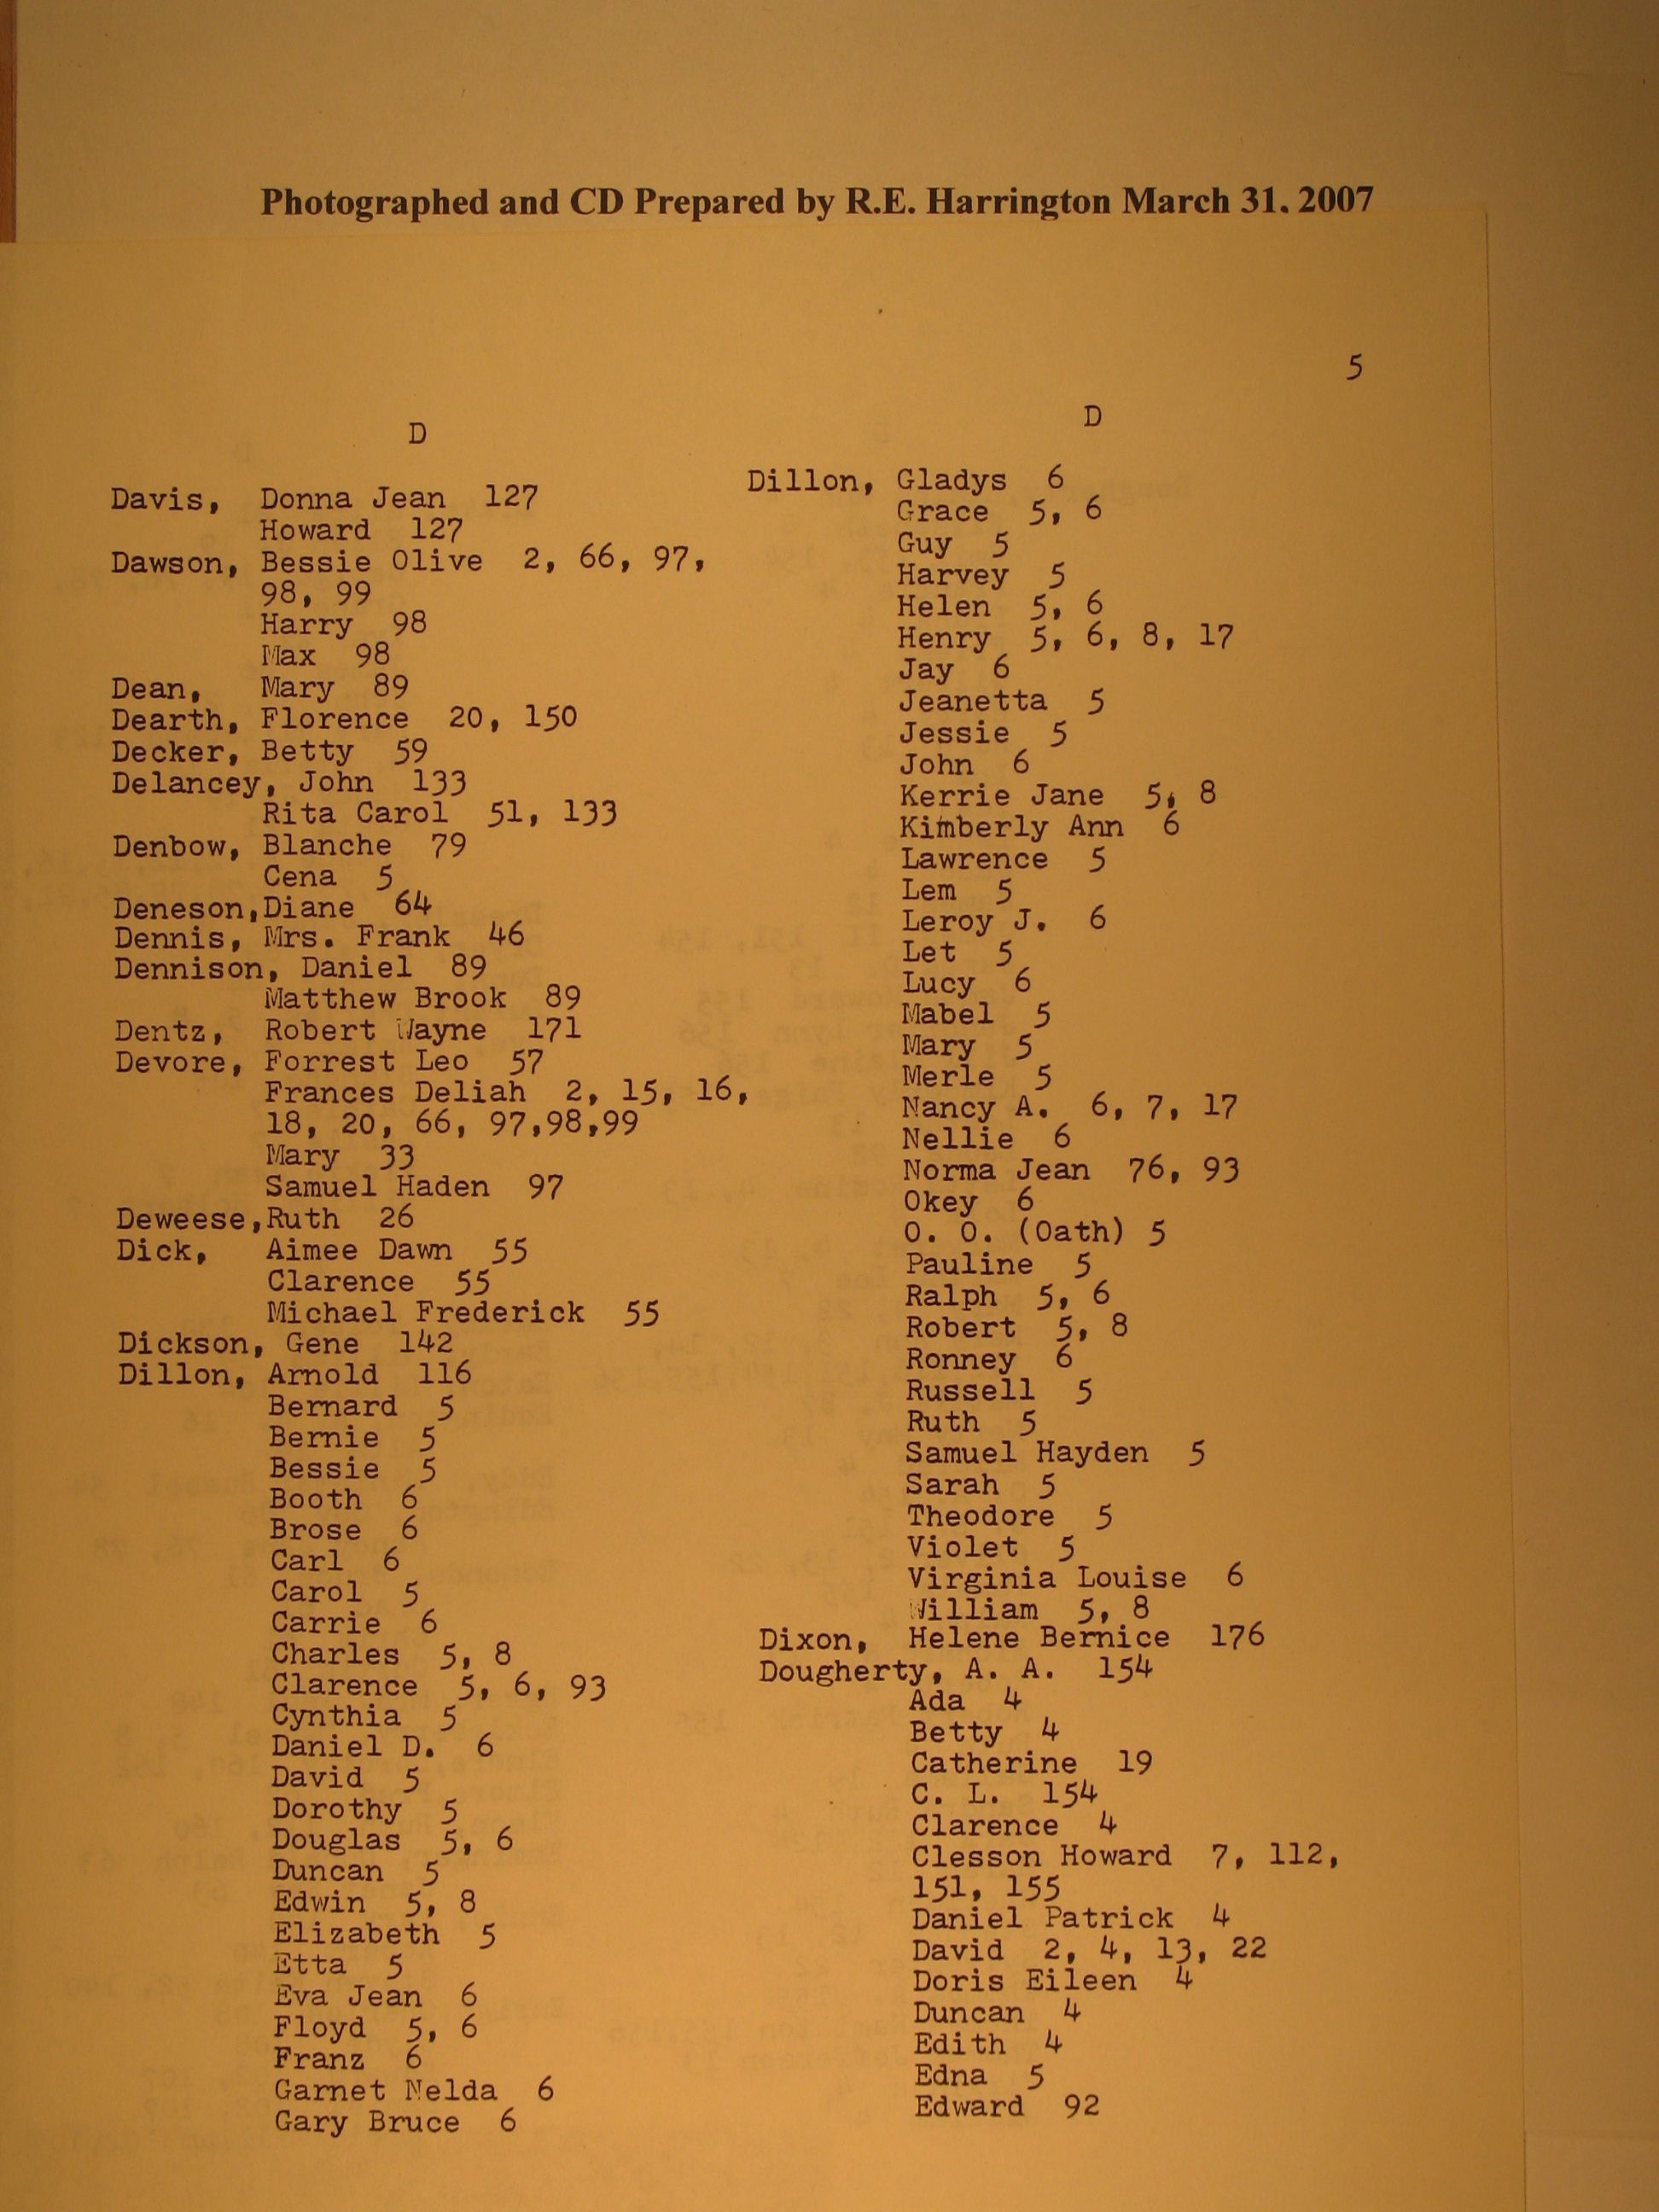 Photographed and CD Prepared by R.E. Harrington March 31. 2007
5
D
Davis, Donna Jean 127
Howard 127
Dawson, Bessie Olive 2, 66, 97,
98, 99
Harry 98
Max 98
Dean, Mary 89
Dearth, Florence 20, 150
Decker, Betty 59
Delancey, John 133
Rita Carol 51, 133
Denbow, Blanche 79
Cena 5
Deneson,Diane 64
Dennis, Mrs. Frank 46
Dennison, Daniel 89
Matthew Brook 89
Dentz, Robert Wayne 171
Devore, Forrest Leo 57
Frances Deliah 2, 15, 16,
18, 20, 66, 97,98,99
Mary 33
Samuel Haden 97
Deweese,Ruth 26
Dick, Aimee Dawn 55
Clarence 55
Michael Frederick 55
Dickson, Gene 142
Dillon, Arnold 116
Bernard 5
Bernie 5
Bessie 5
Booth 6
Brose 6
Carl 6
Carol 5
Carrie 6
Charles 5, 8
Clarence 5, 6, 93
Cynthia 5
Daniel D. 6
David 5
Dorothy 5
Douglas 5, 6
Duncan 5
Edwin 5, 8
Elizabeth 5
Etta 5
Eva Jean 6
Floyd 5, 6
Franz 6
Garnet Nelda 6
Gary Bruce 6
D
Dillon, Gladys 6
Grace 5, 6
Guy 5
Harvey 5
Helen 5, 6
Henry 5, 6, 8, 17
Jay 6
Jeanetta 5
Jessie 5
John 6
Kerrie Jane 5, 8
Kimberly Ann 6
Lawrence 5
Lem 5
Leroy J. 6
Let 5
Lucy 6
Mabel 5
Mary 5
Merle 5
Nancy A. 6, 7, 17
Nellie 6
Norma Jean 76, 93
Okey 6
O. O. (Oath) 5
Pauline 5
Ralph 5, 6
Robert 5, 8
Ronney 6
Russell 5
Ruth 5
Samuel Hayden 5
Sarah 5
Theodore 5
Violet 5
Virginia Louise 6
William 5, 8
Dixon, Helene Bernice 176
Dougherty, A. A. 154
Ada 4
Betty 4
Catherine 19
C. L. 154
Clarence 4
Clesson Howard 7, 112,
151, 155
Daniel Patrick 4
David 2, 4, 13, 22
Doris Eileen 4
Duncan 4
Edith 4
Edna 5
Edward 92